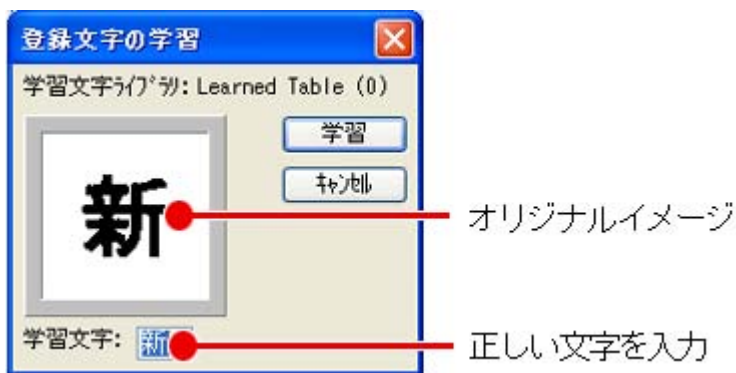 登録文字の学習
学習文字ﾗｲﾌﾞﾗﾘ: Learned Table (0)
学習
ｷｬﾝｾﾙ
新
オリジナルイメージ
学習文字: 新
正しい文字を入力